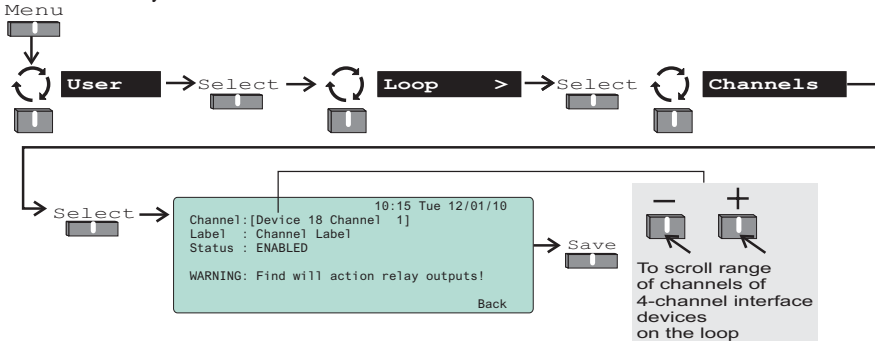 Menu
User
Select
Loop >
Select
Channels
Select
10:15 Tue 12/01/10
Channel:[Device 18 Channel 1]
Label : Channel Label
Status : ENABLED
WARNING: Find will action relay outputs!
Back
Save
− +
To scroll range
of channels of
4-channel interface
devices
on the loop